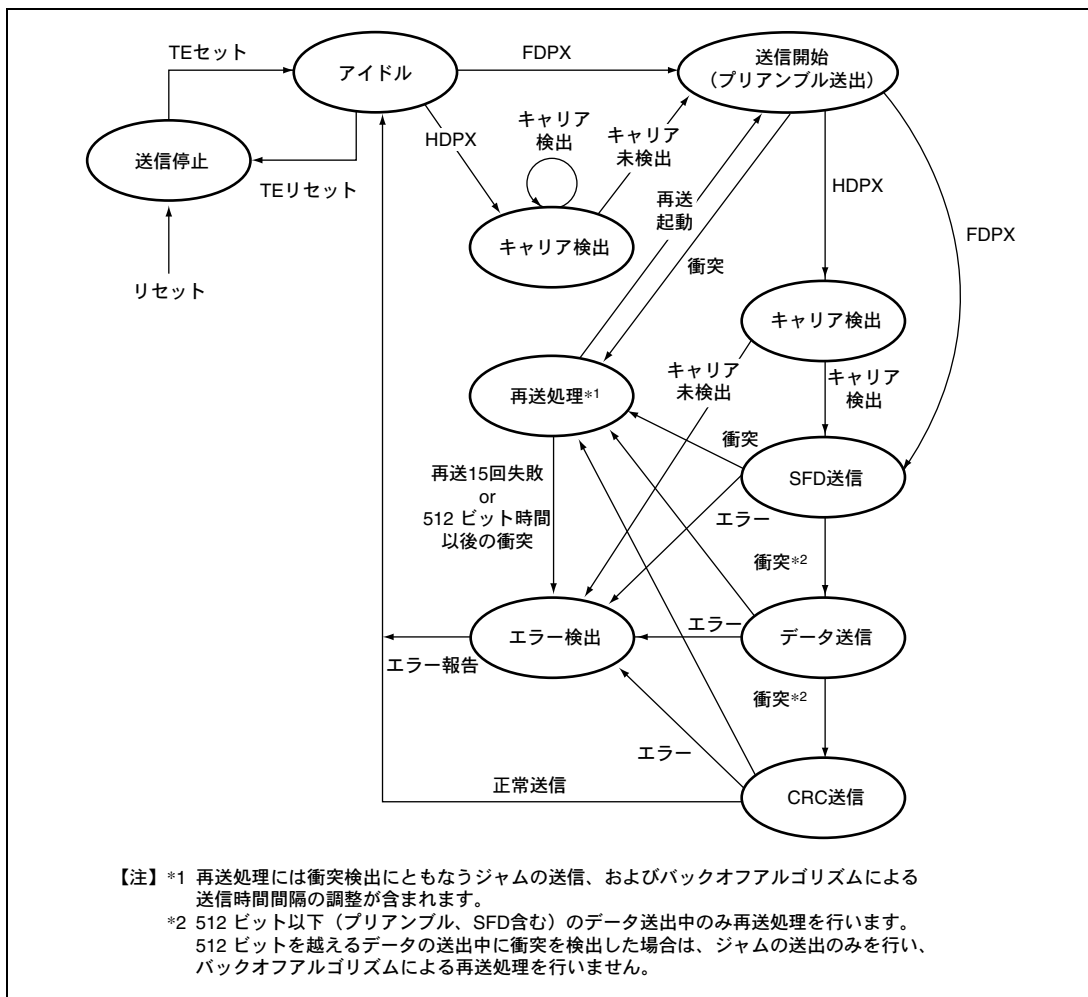 TEセット
アイドル
FDPX
送信開始
(プリアンブル送出)
HDPX
キャリア
検出
キャリア
未検出
送信停止
TEリセット
リセット
キャリア検出
再送
起動
衝突
HDPX
FDPX
キャリア検出
キャリア
未検出
キャリア
検出
再送処理*1
衝突
SFD送信
再送15回失敗
or
512 ビット時間
以後の衝突
エラー
衝突*2
エラー検出
エラー
データ送信
エラー報告
衝突*2
エラー
正常送信
CRC送信
【注】*1 再送処理には衝突検出にともなうジャムの送信、およびバックオフアルゴリズムによる
送信時間間隔の調整が含まれます。
*2 512 ビット以下（プリアンブル、SFD含む）のデータ送出中のみ再送処理を行います。
512 ビットを越えるデータの送出中に衝突を検出した場合は、ジャムの送出のみを行い、
バックオフアルゴリズムによる再送処理を行いません。